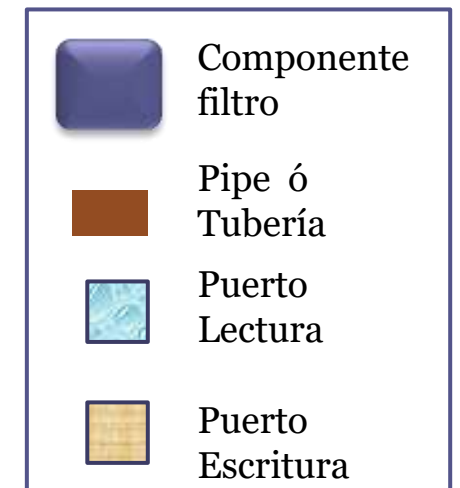 Componente
filtro
Pipe ó
Tubería
Puerto
Lectura
Puerto
Escritura